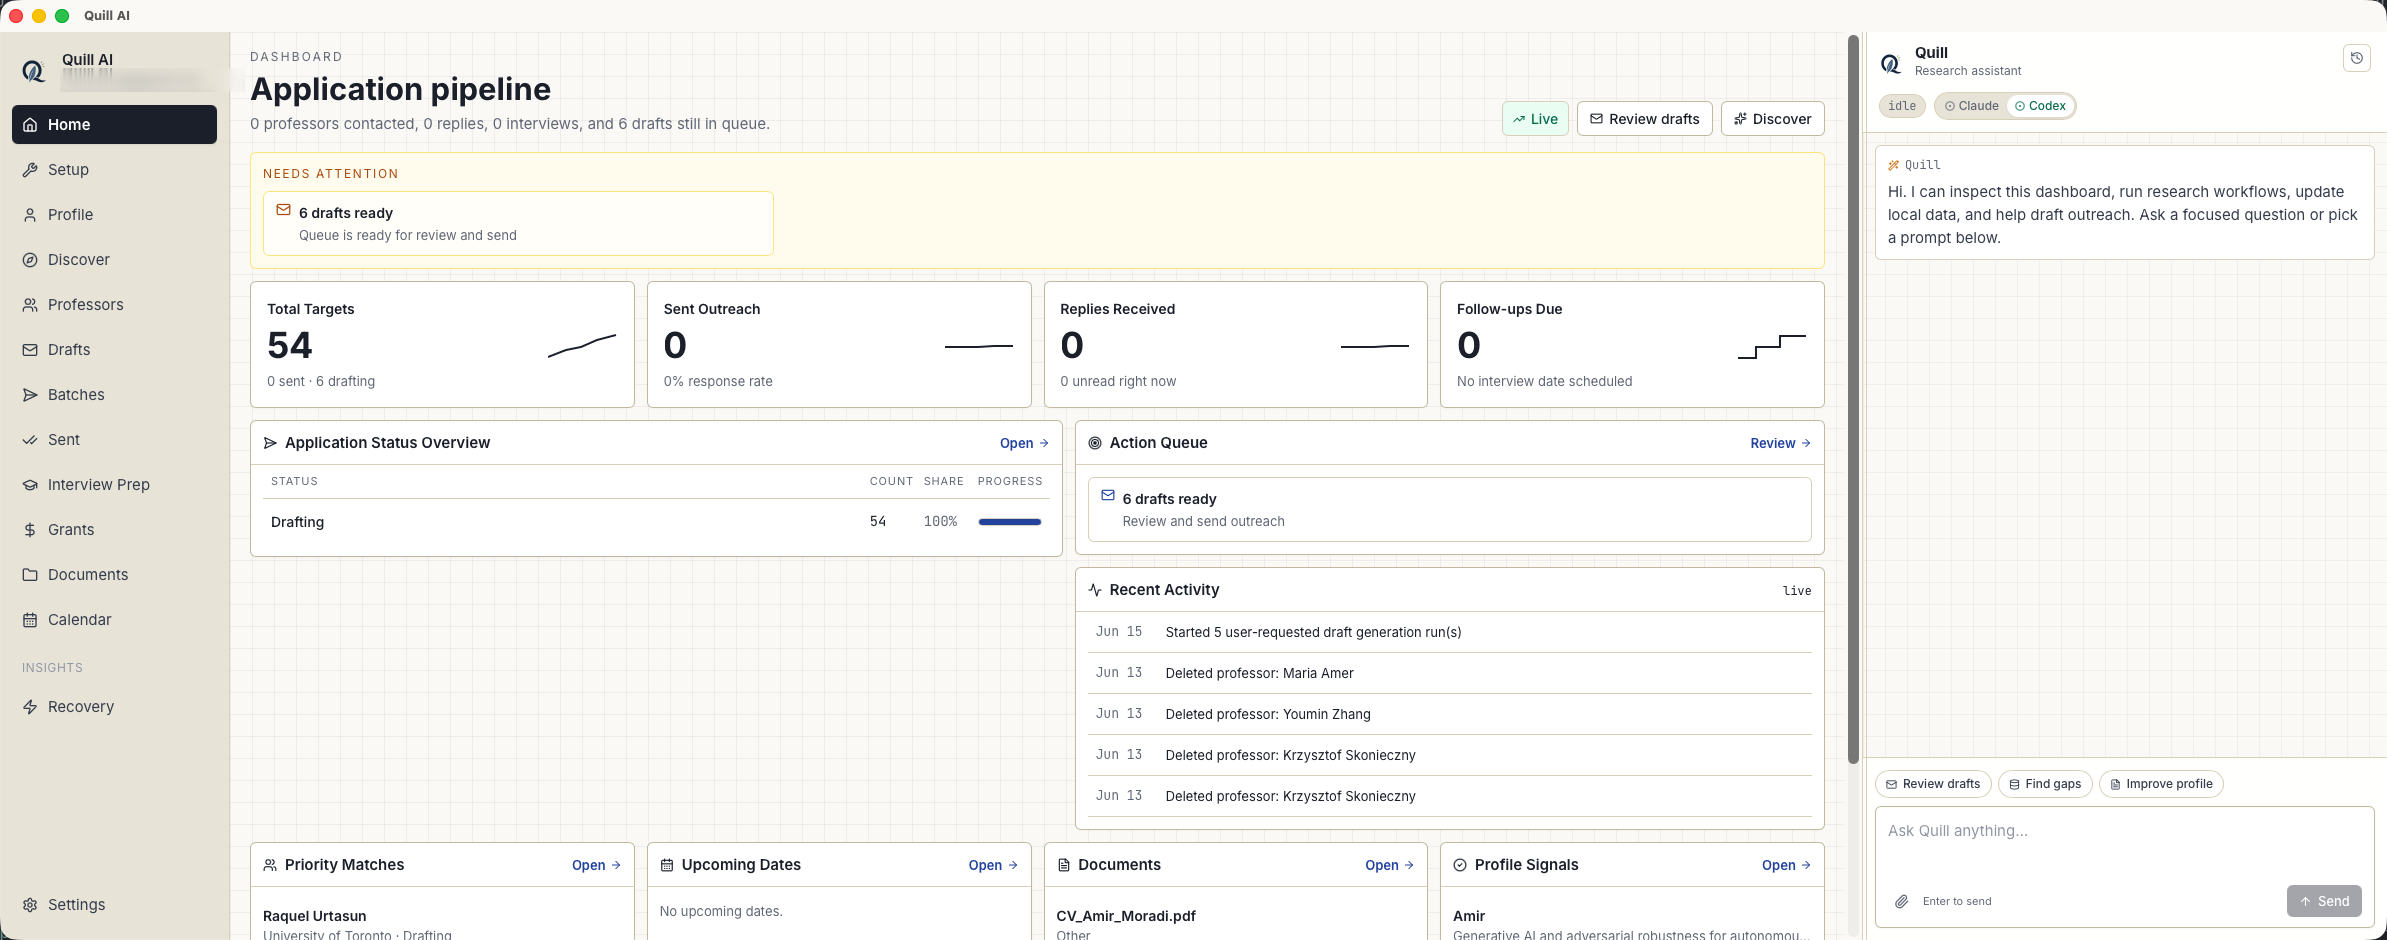 Quill AI
Quill AI
Home
Setup
Profile
Discover
Professors
Drafts
Batches
Sent
Interview Prep
Grants
Documents
Calendar
INSIGHTS
Recovery
Settings
DASHBOARD
Application pipeline
0 professors contacted, 0 replies, 0 interviews, and 6 drafts still in queue.
Live
Review drafts
Discover
NEEDS ATTENTION
6 drafts ready
Queue is ready for review and send
Total Targets
54
0 sent · 6 drafting
Sent Outreach
0
0% response rate
Replies Received
0
0 unread right now
Follow-ups Due
0
No interview date scheduled
Application Status Overview
Open →
STATUS COUNT SHARE PROGRESS
Drafting 54 100%
Action Queue
Review →
6 drafts ready
Review and send outreach
Recent Activity
live
Jun 15 Started 5 user-requested draft generation run(s)
Jun 13 Deleted professor: Maria Amer
Jun 13 Deleted professor: Youmin Zhang
Jun 13 Deleted professor: Krzysztof Skonieczny
Jun 13 Deleted professor: Krzysztof Skonieczny
Priority Matches
Open →
Raquel Urtasun
University of Toronto · Drafting
Upcoming Dates
Open →
No upcoming dates.
Documents
Open →
CV_Amir_Moradi.pdf
Other
Profile Signals
Open →
Amir
Generative AI and adversarial robustness for autonomou...
Quill
Research assistant
idle
Claude
Codex
Quill
Hi. I can inspect this dashboard, run research workflows, update
local data, and help draft outreach. Ask a focused question or pick
a prompt below.
Review drafts
Find gaps
Improve profile
Ask Quill anything...
Enter to send
Send